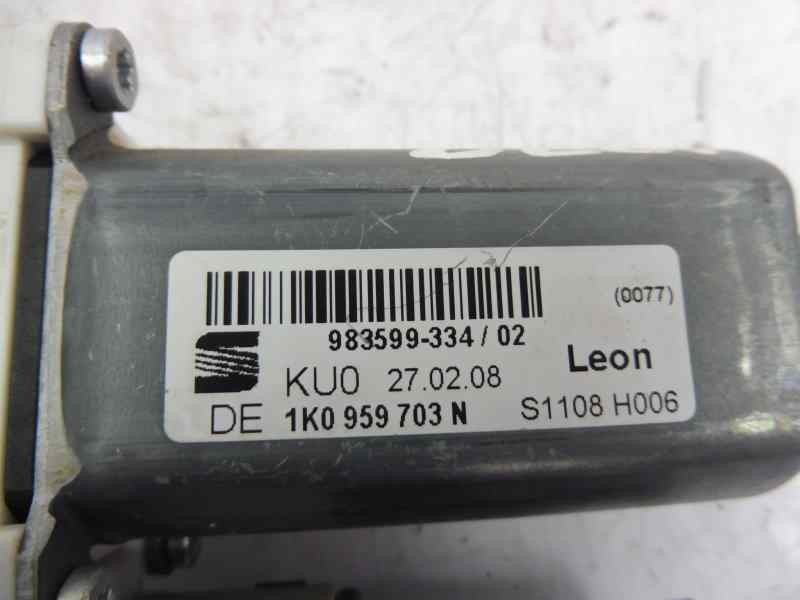 (0077)
983599-334 / 02
S KU0 27.02.08 Leon
DE 1K0 959 703 N S1108 H006